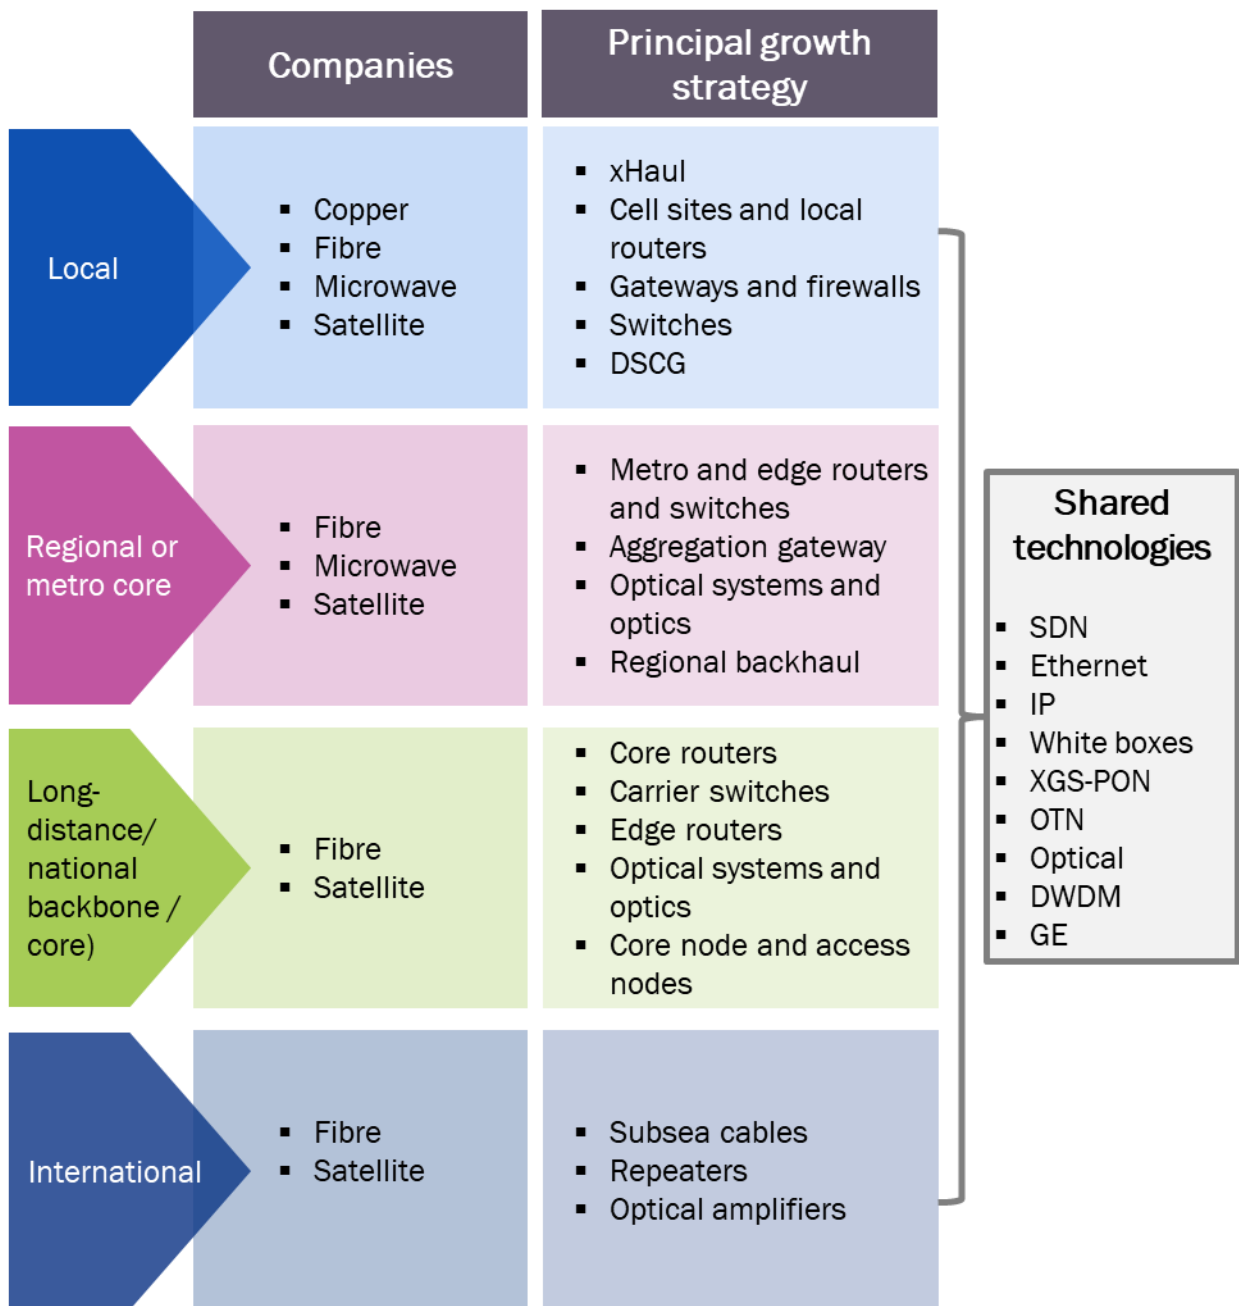 Companies
Principal growth
strategy
Local
▪ Copper
▪ Fibre
▪ Microwave
▪ Satellite
▪ xHaul
▪ Cell sites and local
routers
▪ Gateways and firewalls
▪ Switches
▪ DSCG
Regional or
metro core
▪ Fibre
▪ Microwave
▪ Satellite
▪ Metro and edge routers
and switches
▪ Aggregation gateway
▪ Optical systems and
optics
▪ Regional backhaul
Long-
distance/
national
backbone /
core)
▪ Fibre
▪ Satellite
▪ Core routers
▪ Carrier switches
▪ Edge routers
▪ Optical systems and
optics
▪ Core node and access
nodes
International
▪ Fibre
▪ Satellite
▪ Subsea cables
▪ Repeaters
▪ Optical amplifiers
Shared
technologies
▪ SDN
▪ Ethernet
▪ IP
▪ White boxes
▪ XGS-PON
▪ OTN
▪ Optical
▪ DWDM
▪ GE